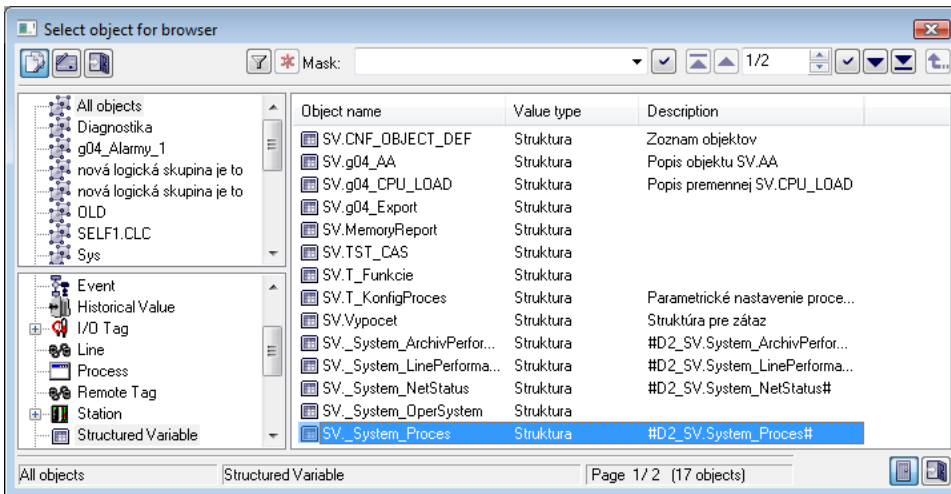 Select object for browser
Mask: 1/2
All objects
Diagnostika
g04_Alarmy_1
nová logická skupina je to
nová logická skupina je to
OLD
SELF1.CLC
Sys
Event
Historical Value
I/O Tag
Line
Process
Remote Tag
Station
Structured Variable
Object name Value type Description
SV.CNF_OBJECT_DEF Struktura Zoznam objektov
SV.g04_AA Struktura Popis objektu SV.AA
SV.g04_CPU_LOAD Struktura Popis premennej SV.CPU_LOAD
SV.g04_Export Struktura
SV.MemoryReport Struktura
SV.TST_CAS Struktura
SV.T_Funkcie Struktura
SV.T_KonfigProces Struktura Parametrické nastavenie proce...
SV.Vypocet Struktura Struktúra pre zátaz
SV._System_ArchivPerfor... Struktura #D2_SV.System_ArchivPerfor...
SV._System_LinePerforma... Struktura #D2_SV.System_LinePerforma...
SV._System_NetStatus Struktura #D2_SV.System_NetStatus#
SV._System_OperSystem Struktura
SV._System_Proces Struktura #D2_SV.System_Proces#
All objects Structured Variable Page 1/ 2 (17 objects)